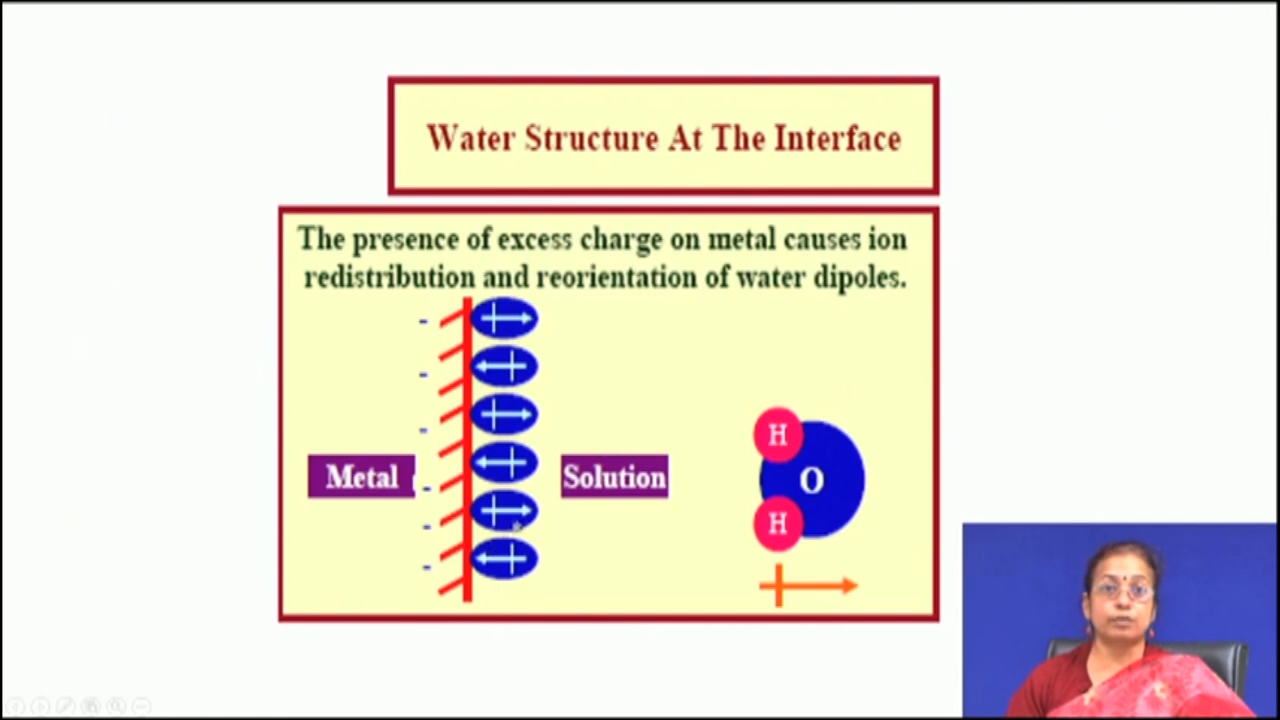 Water Structure At The Interface
The presence of excess charge on metal causes ion
redistribution and reorientation of water dipoles.
Metal
Solution
H
O
H